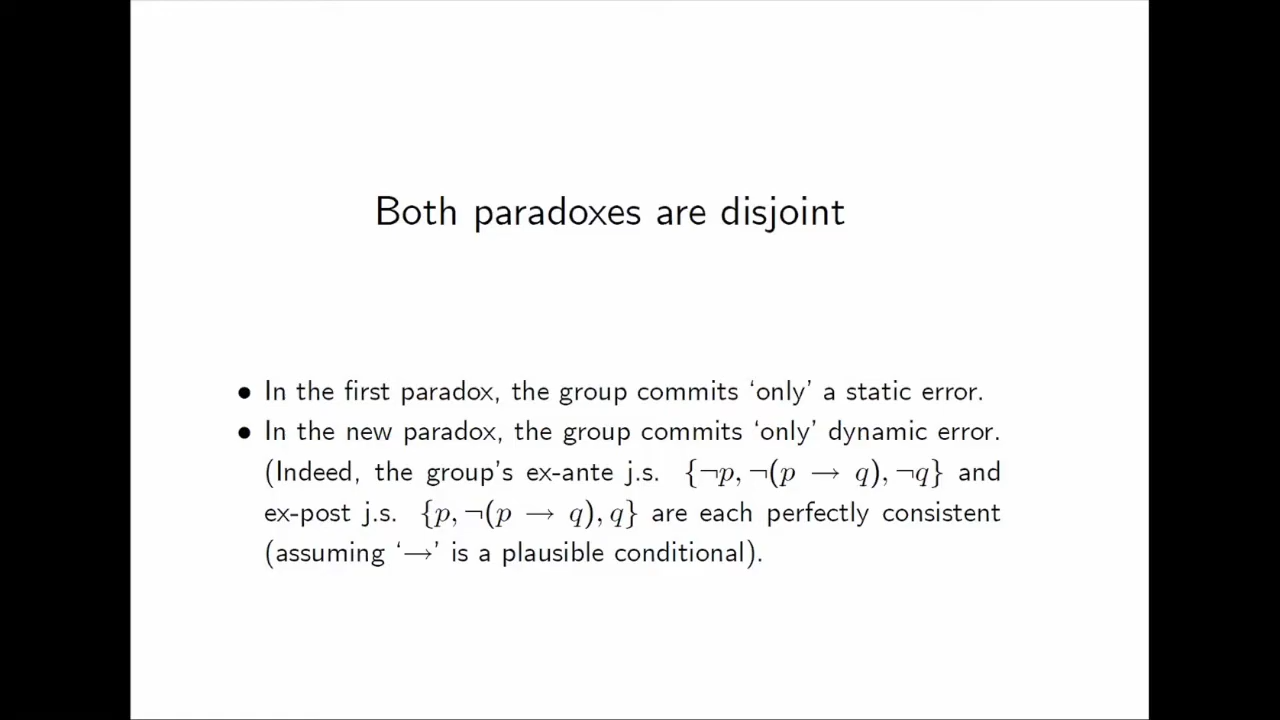 Both paradoxes are disjoint
• In the first paradox, the group commits ‘only’ a static error.
• In the new paradox, the group commits ‘only’ dynamic error.
(Indeed, the group’s ex-ante j.s. {¬p, ¬(p → q), ¬q} and
ex-post j.s. {p, ¬(p → q), q} are each perfectly consistent
(assuming ‘→’ is a plausible conditional).